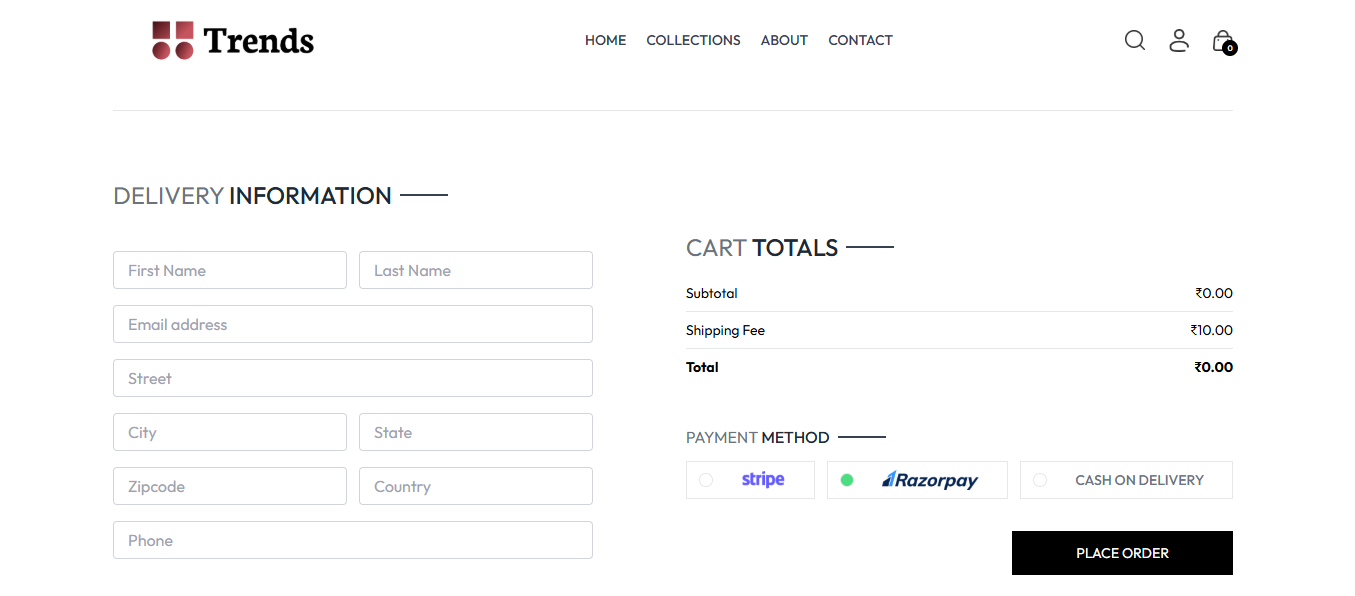 Trends
HOME COLLECTIONS ABOUT CONTACT
0
DELIVERY INFORMATION
First Name Last Name
Email address
Street
City State
Zipcode Country
Phone
CART TOTALS
Subtotal ₹0.00
Shipping Fee ₹10.00
Total ₹0.00
PAYMENT METHOD
stripe Razorpay CASH ON DELIVERY
PLACE ORDER